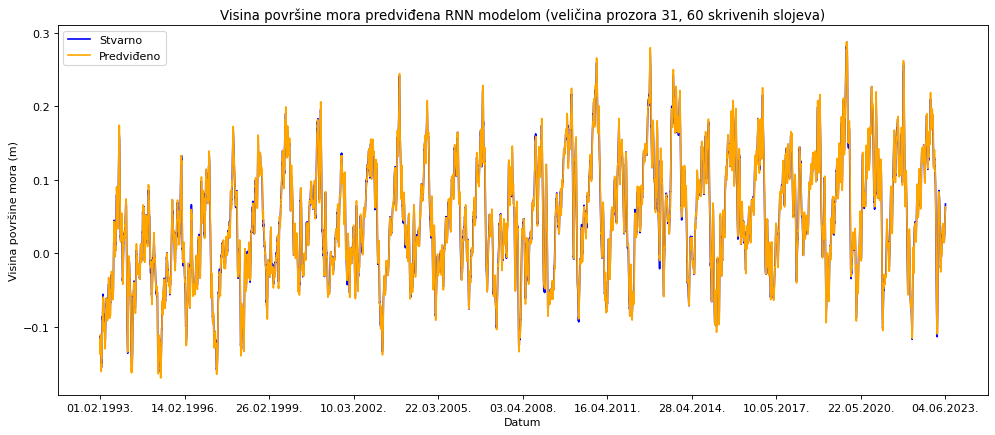 Visina površine mora predviđena RNN modelom (veličina prozora 31, 60 skrivenih slojeva)
Stvarno
Predviđeno
Visina površine mora (m)
0.3
0.2
0.1
0.0
−0.1
01.02.1993. 14.02.1996. 26.02.1999. 10.03.2002. 22.03.2005. 03.04.2008. 16.04.2011. 28.04.2014. 10.05.2017. 22.05.2020. 04.06.2023.
Datum